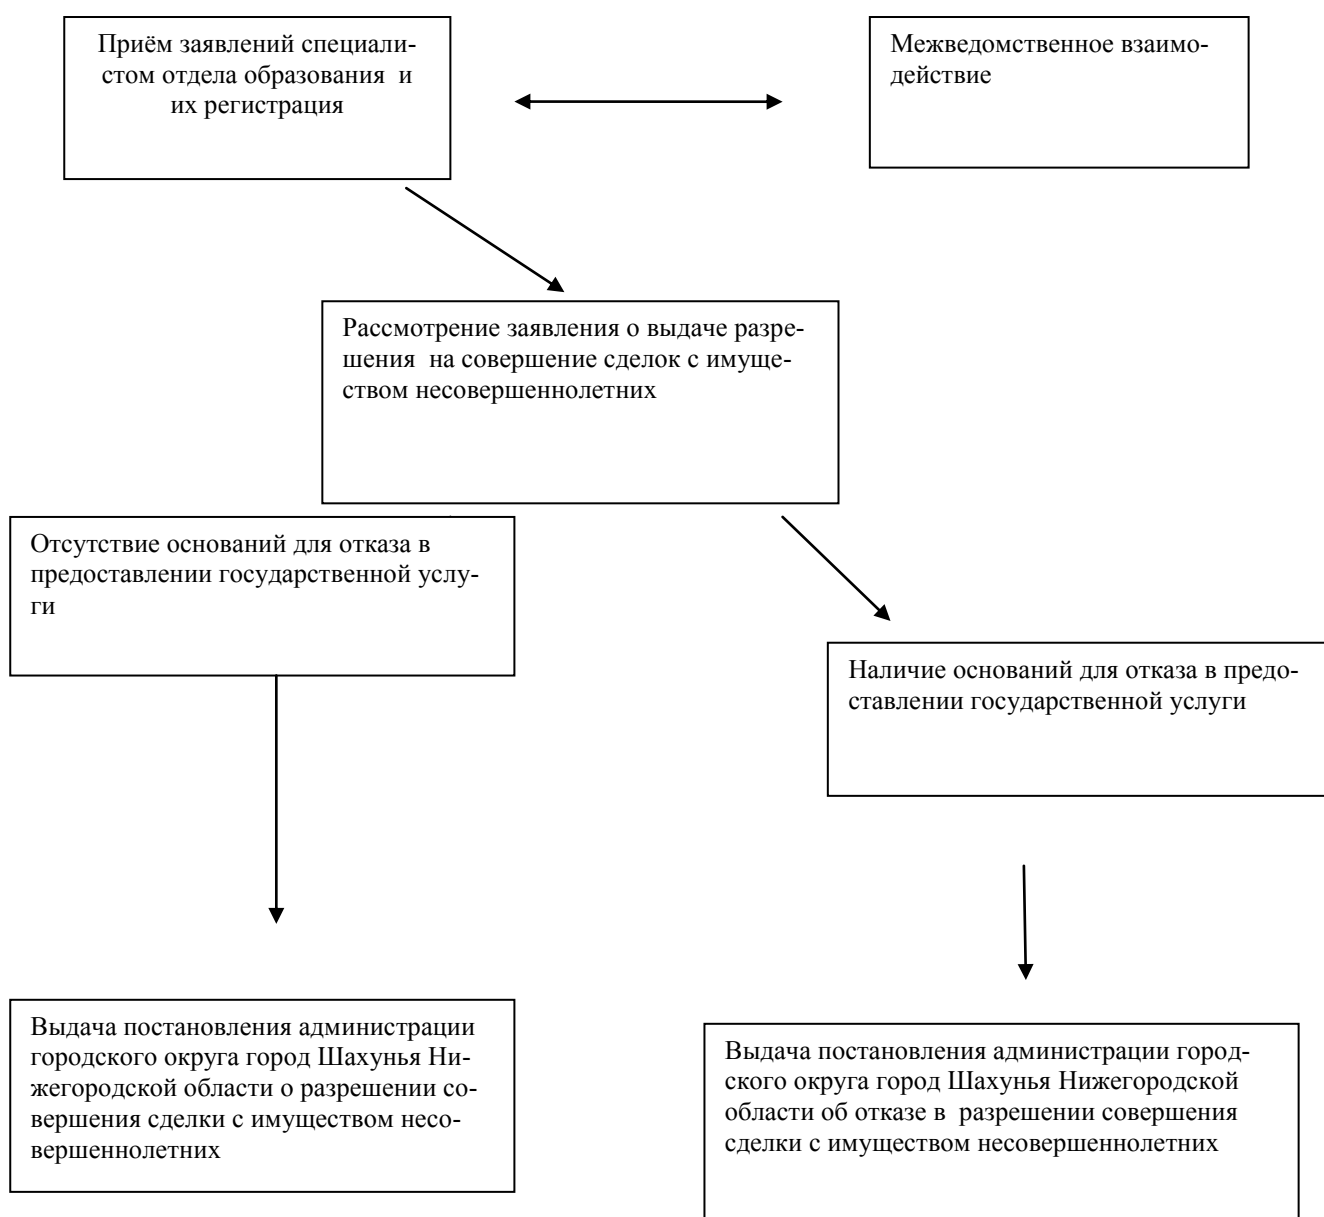 Приём заявлений специали-
стом отдела образования  и
их регистрация
Межведомственное взаимо-
действие
Рассмотрение заявления о выдаче разре-
шения  на совершение сделок с имуще-
ством несовершеннолетних
Отсутствие оснований для отказа в
предоставлении государственной услу-
ги
Наличие оснований для отказа в предо-
ставлении государственной услуги
Выдача постановления администрации
городского округа город Шахунья Ни-
жегородской области о разрешении со-
вершения сделки с имуществом несо-
вершеннолетних
Выдача постановления администрации город-
ского округа город Шахунья Нижегородской
области об отказе в  разрешении совершения
сделки с имуществом несовершеннолетних